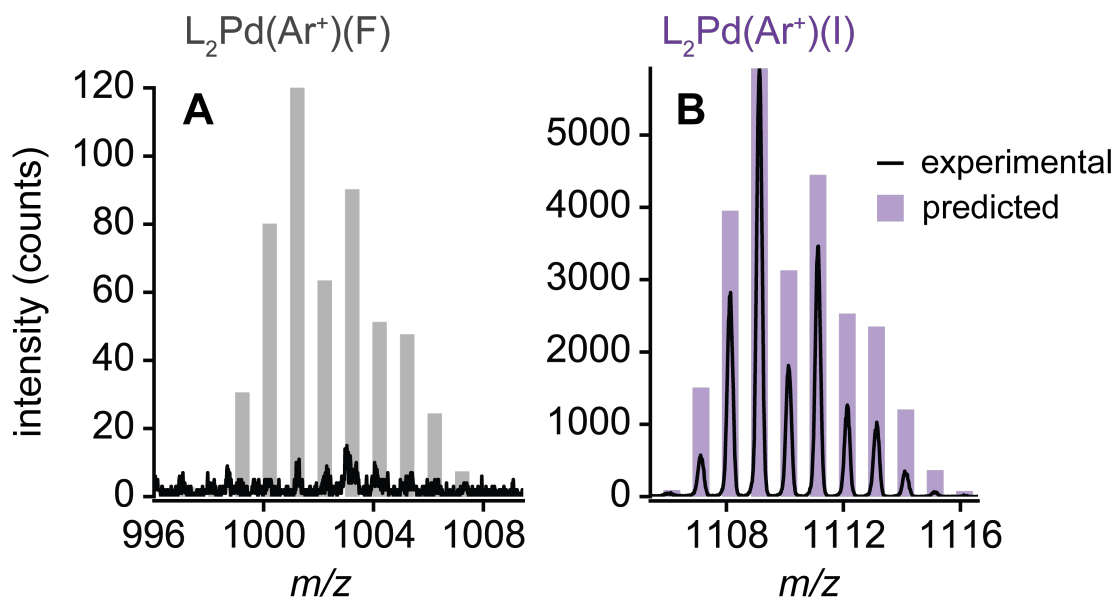 L₂Pd(Ar⁺)(F)
A
intensity (counts)
120
100
80
60
40
20
0
996 1000 1004 1008
m/z
L₂Pd(Ar⁺)(I)
B
5000
4000
3000
2000
1000
0
1108 1112 1116
m/z
experimental
predicted